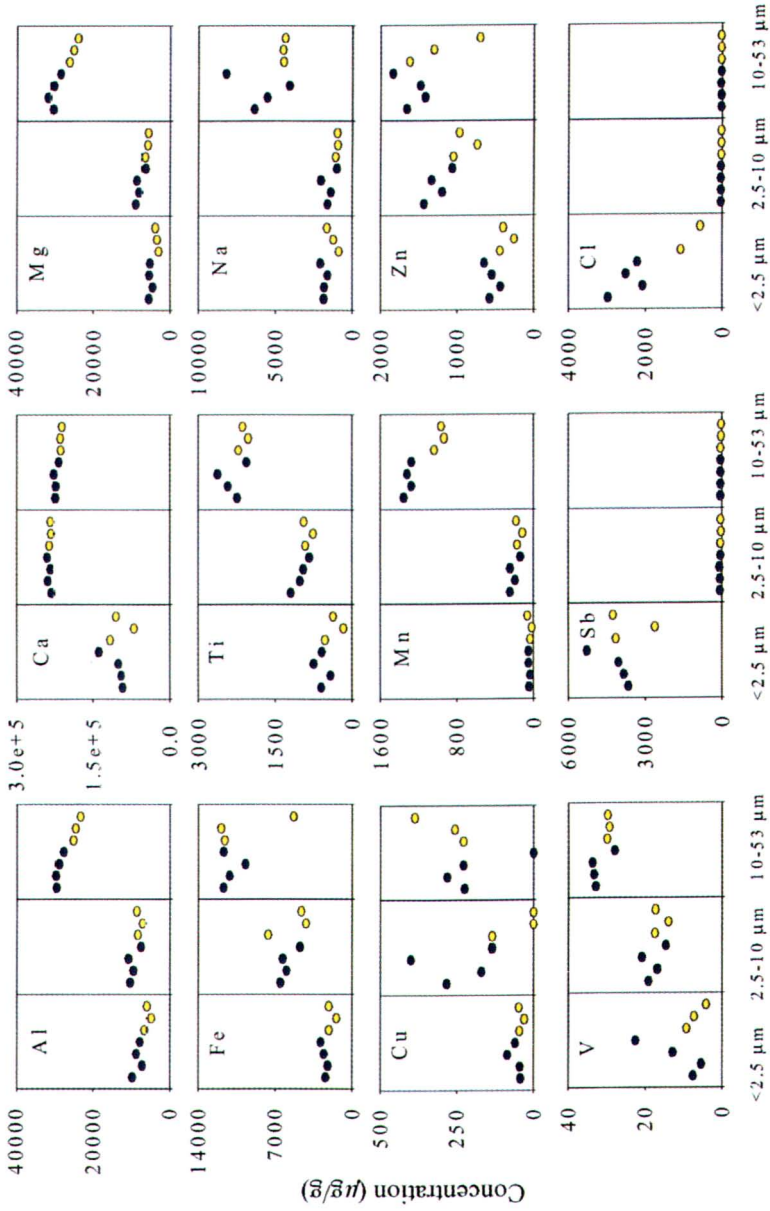 Concentration (µg/g)
40000
20000
0
Al
3.0e+5
1.5e+5
0.0
Ca
40000
20000
0
Mg
14000
7000
0
Fe
3000
1500
0
Ti
10000
5000
0
Na
500
250
0
Cu
1600
800
0
Mn
2000
1000
0
Zn
40
20
0
V
6000
3000
0
Sb
4000
2000
0
Cl
<2.5 µm 2.5-10 µm 10-53 µm
<2.5 µm 2.5-10 µm 10-53 µm
<2.5 µm 2.5-10 µm 10-53 µm